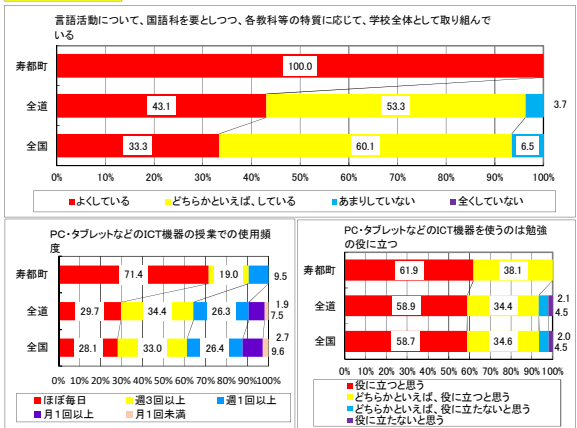 言語活動について、国語科を要としつつ、各教科等の特質に応じて、学校全体として取り組んで
いる
寿都町
100.0
全道
43.1
53.3
3.7
全国
33.3
60.1
6.5
0% 10% 20% 30% 40% 50% 60% 70% 80% 90% 100%
よくしている どちらかといえば、している あまりしていない 全くしていない
PC・タブレットなどのICT機器の授業での使用頻
度
寿都町
71.4
19.0
9.5
全道
29.7
34.4
26.3
1.9
7.5
全国
28.1
33.0
26.4
2.7
9.6
0% 10% 20% 30% 40% 50% 60% 70% 80% 90% 100%
ほぼ毎日 週3回以上 週1回以上
月1回以上 月1回未満
PC・タブレットなどのICT機器を使うのは勉強
の役に立つ
寿都町
61.9
38.1
全道
58.9
34.4
2.1
4.5
全国
58.7
34.6
2.0
4.5
0% 10% 20% 30% 40% 50% 60% 70% 80% 90% 100%
役に立つと思う
どちらかといえば、役に立つと思う
どちらかといえば、役に立たないと思う
役に立たないと思う